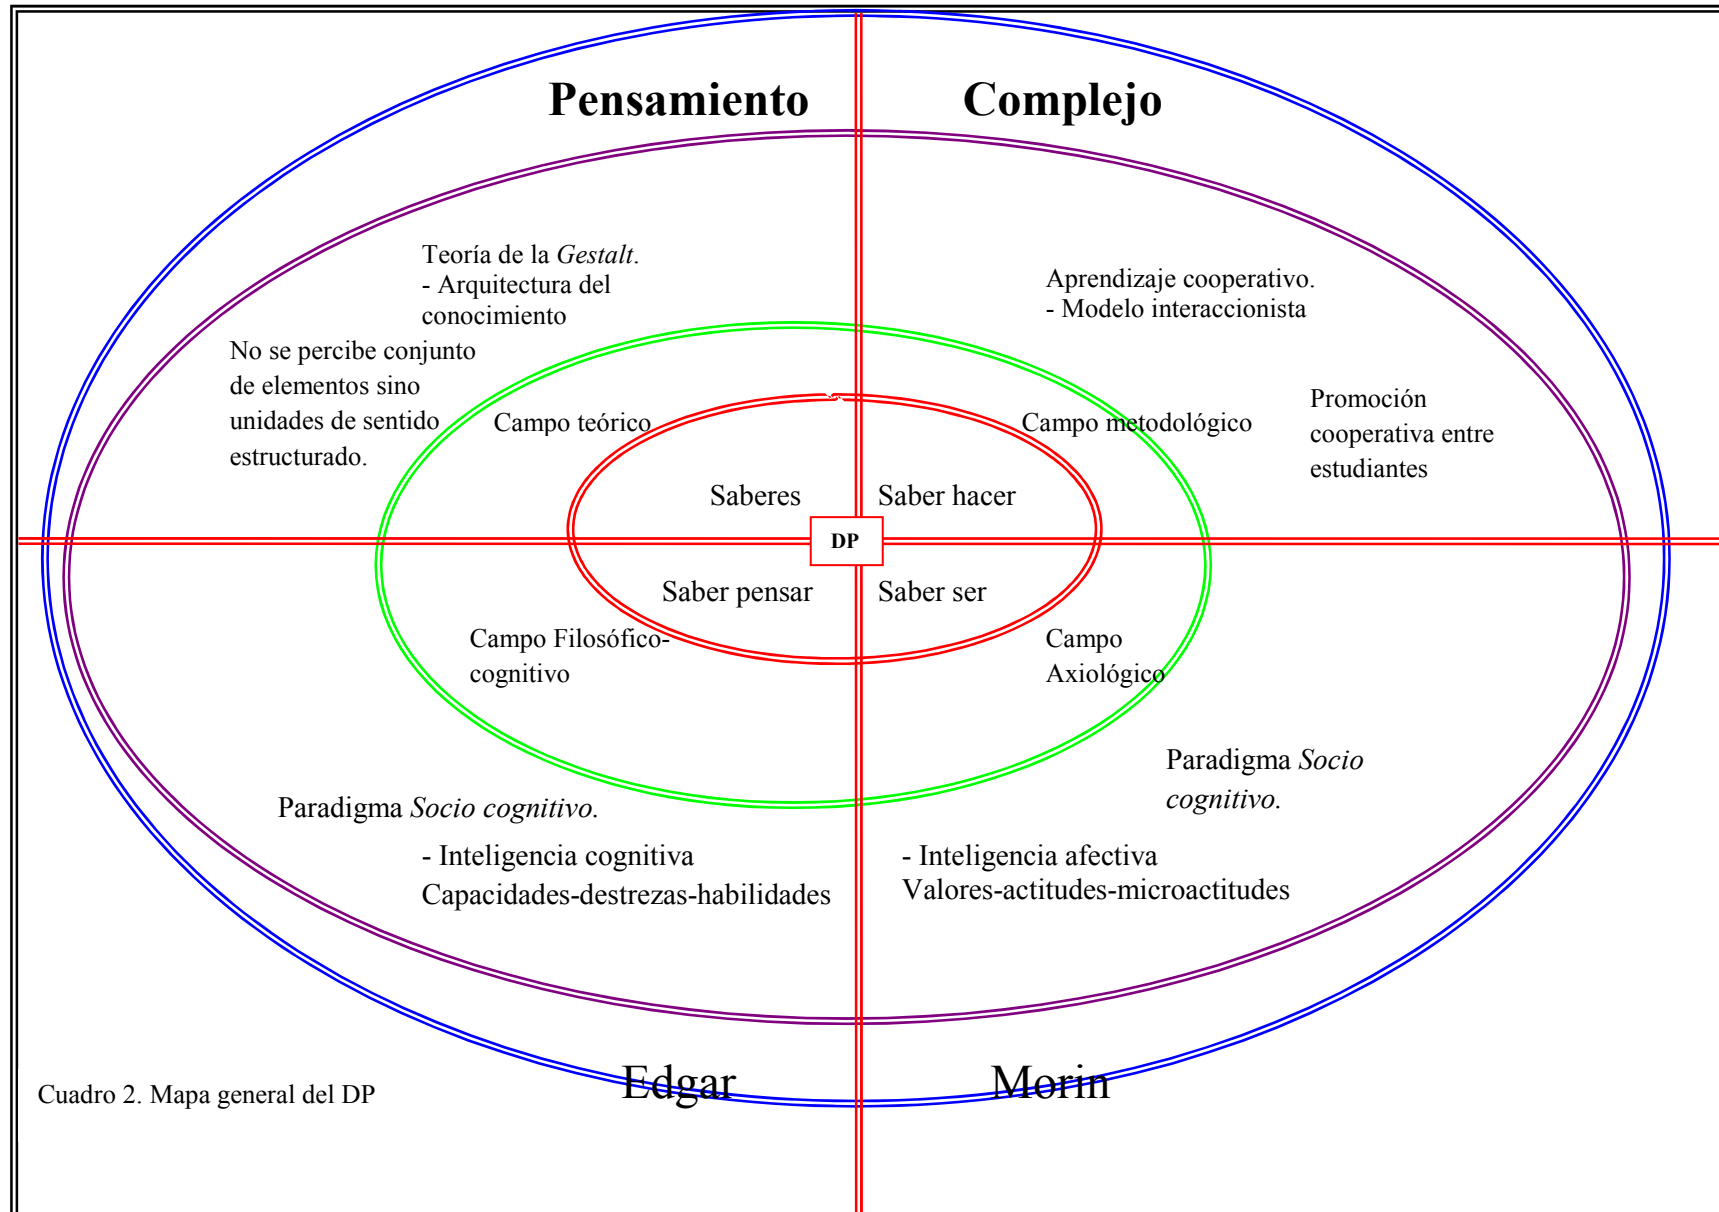 Pensamiento Complejo
Teoría de la Gestalt.
- Arquitectura del
conocimiento
Aprendizaje cooperativo.
- Modelo interaccionista
No se percibe conjunto
de elementos sino
unidades de sentido
estructurado.
Campo teórico
Campo metodológico
Promoción
cooperativa entre
estudiantes
Saberes
Saber hacer
DP
Saber pensar
Saber ser
Campo Filosófico-
cognitivo
Campo
Axiológico
Paradigma Socio cognitivo.
- Inteligencia cognitiva
Capacidades-destrezas-habilidades
Paradigma Socio
cognitivo.
- Inteligencia afectiva
Valores-actitudes-microactitudes
Edgar Morin
Cuadro 2. Mapa general del DP